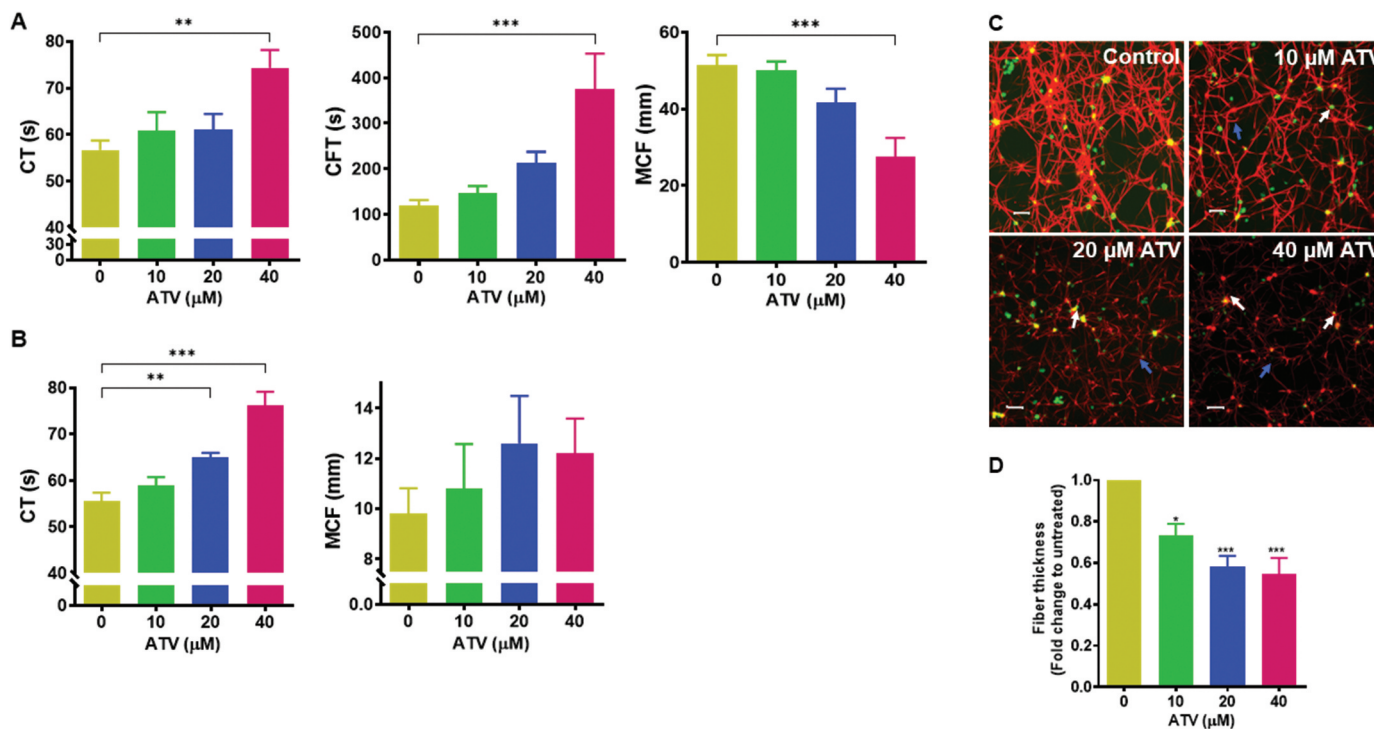 A
**
80
70
60
50
40
30
0
CT (s)
0 10 20 40
ATV (µM)
***
500
400
300
200
100
0
CFT (s)
0 10 20 40
ATV (µM)
***
60
40
20
0
MCF (mm)
0 10 20 40
ATV (µM)
B
***
**
80
70
60
50
40
0
CT (s)
0 10 20 40
ATV (µM)
14
12
10
8
0.0
MCF (mm)
0 10 20 40
ATV (µM)
C
Control
10 µM ATV
20 µM ATV
40 µM ATV
D
1.0
0.8
0.6
0.4
0.2
0.0
Fiber thickness
(Fold change to untreated)
* *** ***
0 10 20 40
ATV (µM)